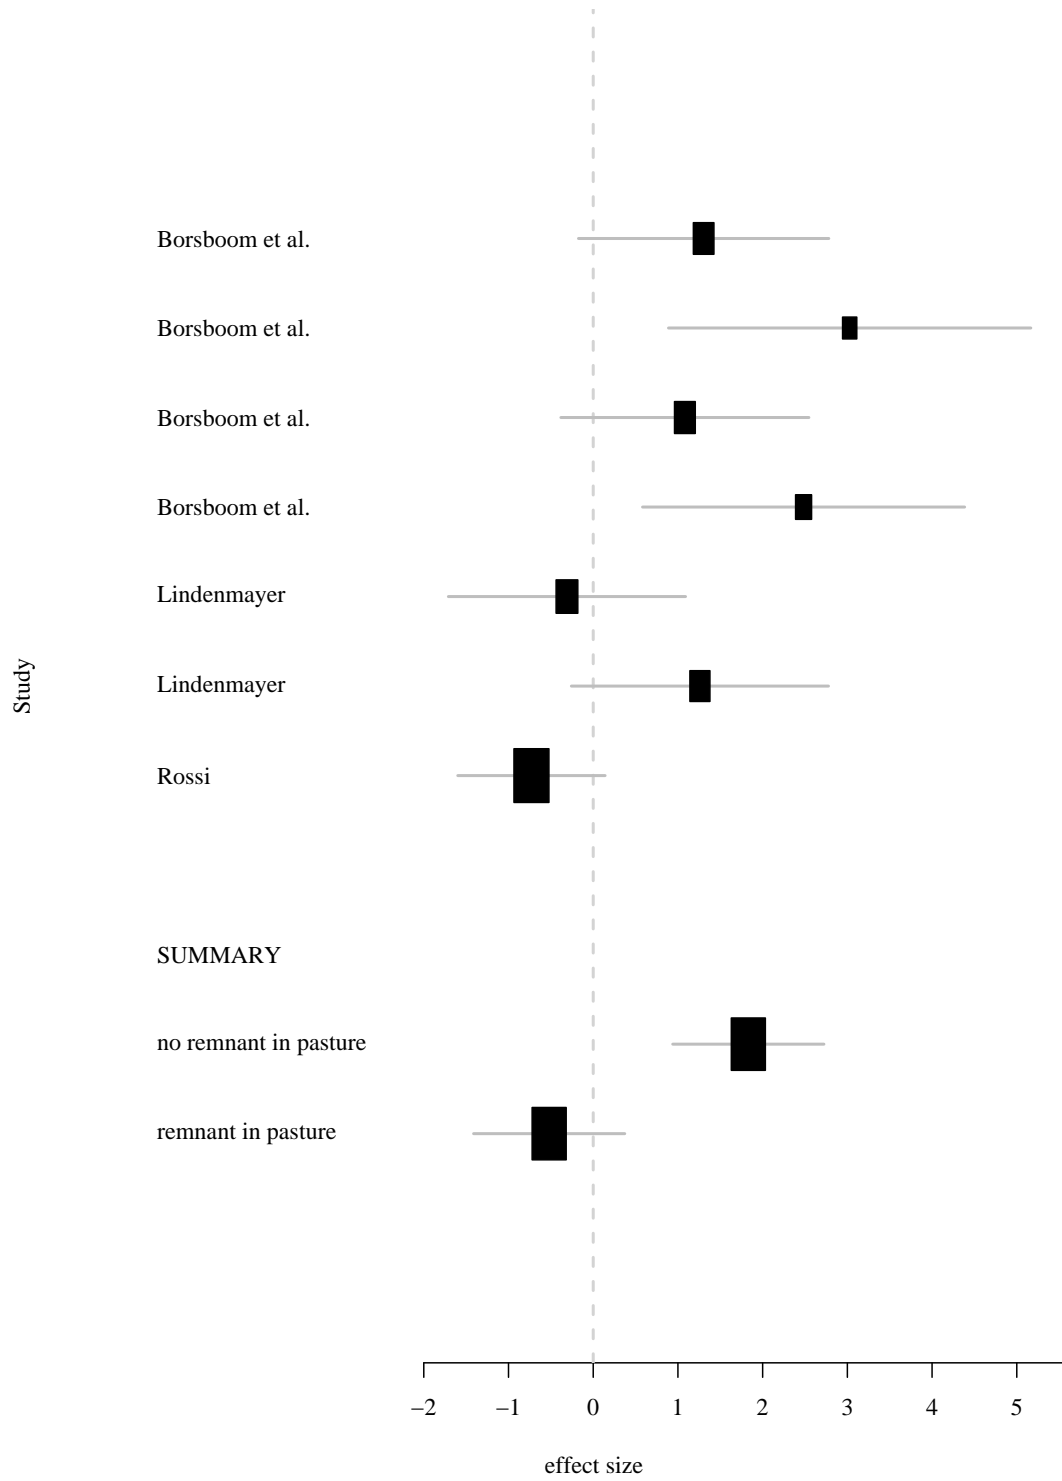 Study
Borsboom et al.
Borsboom et al.
Borsboom et al.
Borsboom et al.
Lindenmayer
Lindenmayer
Rossi
SUMMARY
no remnant in pasture
remnant in pasture
−2 −1 0 1 2 3 4 5
effect size